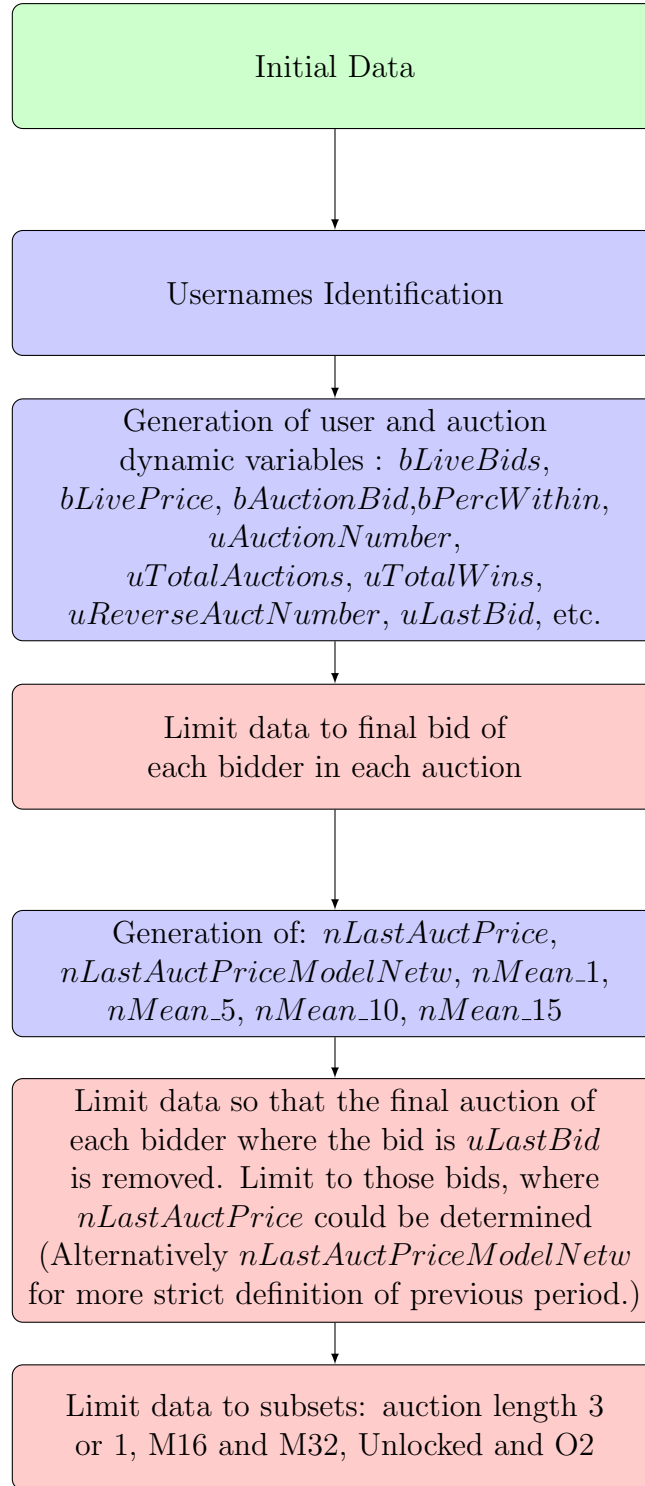 Initial Data
Usernames Identification
Generation of user and auction
dynamic variables : bLiveBids,
bLivePrice, bAuctionBid,bPercWithin,
uAuctionNumber,
uTotalAuctions, uTotalWins,
uReverseAuctNumber, uLastBid, etc.
Limit data to final bid of
each bidder in each auction
Generation of: nLastAuctPrice,
nLastAuctPriceModelNetw, nMean_1,
nMean_5, nMean_10, nMean_15
Limit data so that the final auction of
each bidder where the bid is uLastBid
is removed. Limit to those bids, where
nLastAuctPrice could be determined
(Alternatively nLastAuctPriceModelNetw
for more strict definition of previous period.)
Limit data to subsets: auction length 3
or 1, M16 and M32, Unlocked and O2